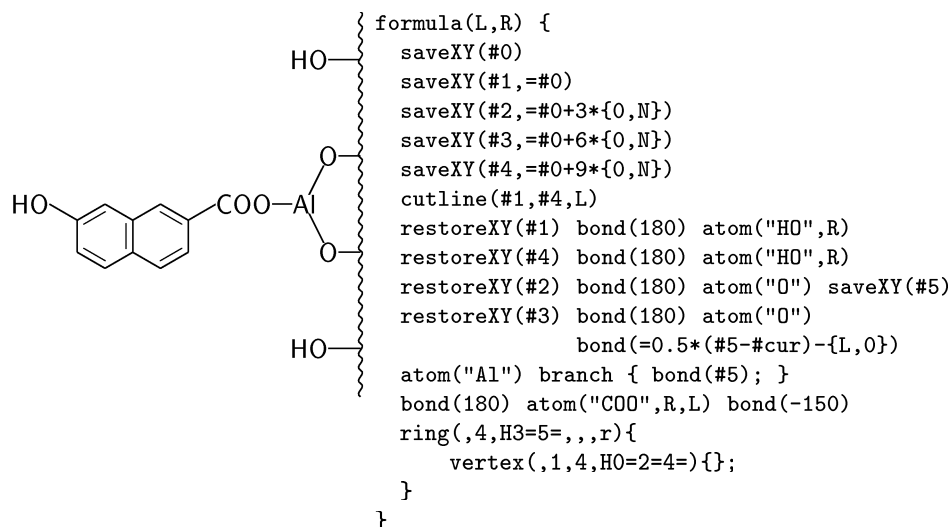 HO
O
HO
COO
Al
O
HO
formula(L,R) {
saveXY(#0)
saveXY(#1,=#0)
saveXY(#2,=#0+3*{0,N})
saveXY(#3,=#0+6*{0,N})
saveXY(#4,=#0+9*{0,N})
cutline(#1,#4,L)
restoreXY(#1) bond(180) atom("HO",R)
restoreXY(#4) bond(180) atom("HO",R)
restoreXY(#2) bond(180) atom("O") saveXY(#5)
restoreXY(#3) bond(180) atom("O")
bond(=0.5*(#5-#cur)-{L,0})
atom("Al") branch { bond(#5); }
bond(180) atom("COO",R,L) bond(-150)
ring(,4,H3=5=,,,r){
vertex(,1,4,H0=2=4=){};
}
}